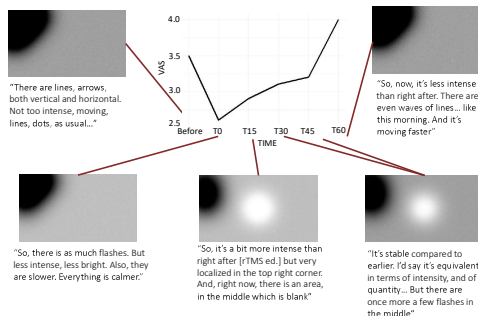 4.0
3.5
3.0
2.5
VAS
Before
T0
T15
T30
T45
T60
TIME
“There are lines, arrows,
both vertical and horizontal.
Not too intense, moving,
lines, dots, as usual...”
“So, now, it’s less intense
than right after. There are
even waves of lines... like
this morning. And it’s
moving faster”
“So, there is as much flashes. But
less intense, less bright. Also, they
are slower. Everything is calmer.”
“So, it’s a bit more intense than
right after [rTMS ed.] but very
localized in the top right corner.
And, right now, there is an area,
in the middle which is blank”
“It’s stable compared to
earlier. I’d say it’s equivalent
in terms of intensity, and of
quantity... But there are
once more a few flashes in
the middle”